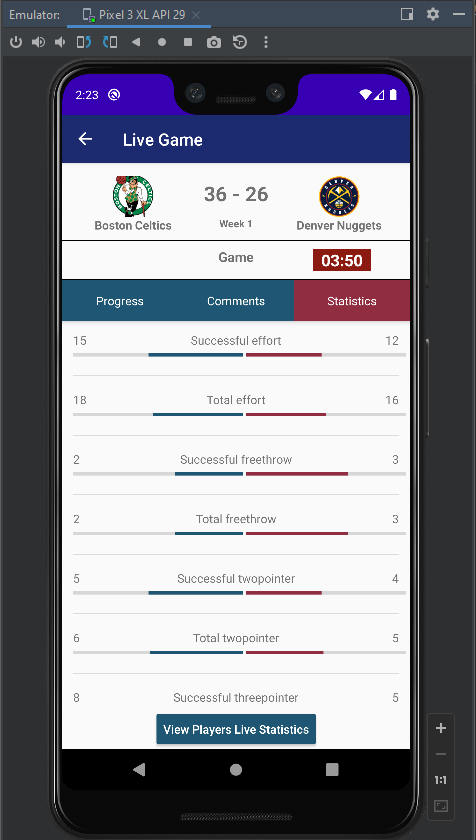 Emulator: Pixel 3 XL API 29
2:23
Live Game
36 - 26
Boston Celtics Week 1 Denver Nuggets
Game 03:50
Progress Comments Statistics
15 Successful effort 12
18 Total effort 16
2 Successful freethrow 3
2 Total freethrow 3
5 Successful twopointer 4
6 Total twopointer 5
8 Successful threepointer 5
View Players Live Statistics
1:1